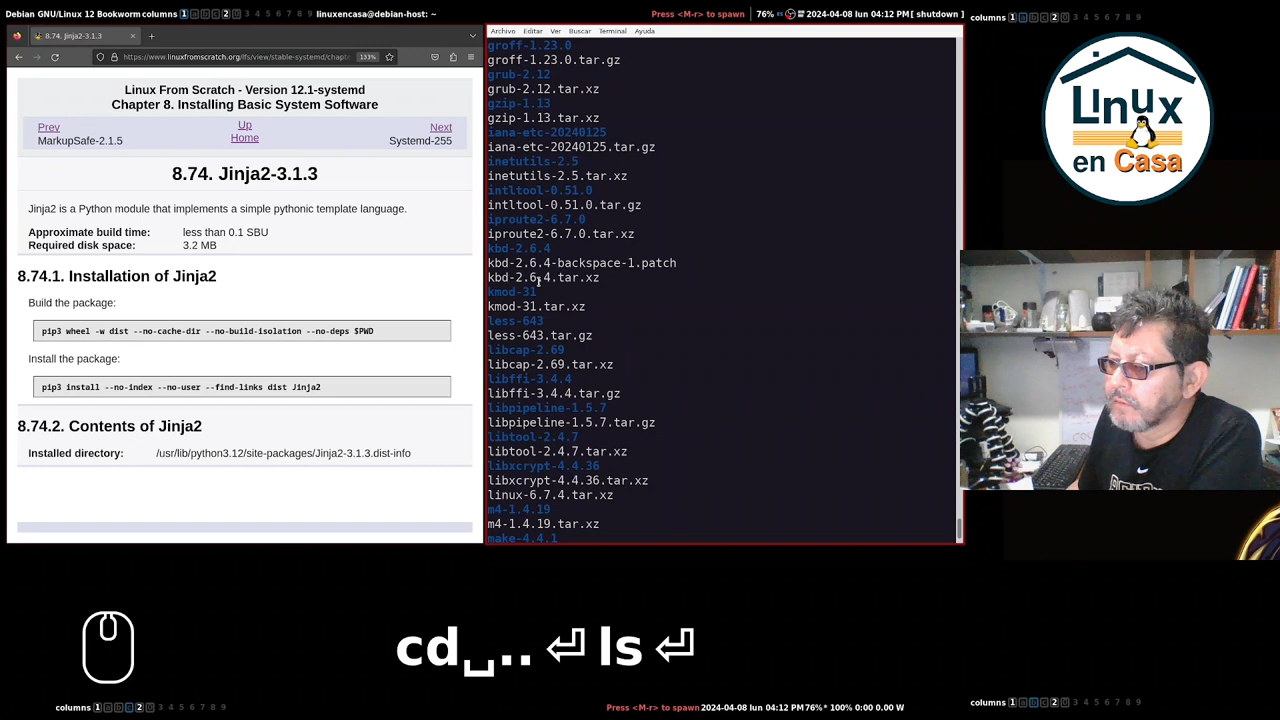 Debian GNU/Linux 12 Bookworm columns 1 a b c 2 0 3 4 5 6 7 8 9 linuxencasa@debian-host: ~ Press <M-r> to spawn 76% 2024-04-08 lun 04:12 PM [ shutdown ]
columns 1 a b c 2 0 3 4 5 6 7 8 9
8.74. Jinja2-3.1.3
https://www.linuxfromscratch.org/lfs/view/stable-systemd/chapt 133%
Linux From Scratch - Version 12.1-systemd
Chapter 8. Installing Basic System Software
Prev
Up
Next
MarkupSafe-2.1.5
Home
Systemd-255
8.74. Jinja2-3.1.3
Jinja2 is a Python module that implements a simple pythonic template language.
Approximate build time: less than 0.1 SBU
Required disk space: 3.2 MB
8.74.1. Installation of Jinja2
Build the package:
pip3 wheel -w dist --no-cache-dir --no-build-isolation --no-deps $PWD
Install the package:
pip3 install --no-index --no-user --find-links dist Jinja2
8.74.2. Contents of Jinja2
Installed directory: /usr/lib/python3.12/site-packages/Jinja2-3.1.3.dist-info
Archivo Editar Ver Buscar Terminal Ayuda
groff-1.23.0
groff-1.23.0.tar.gz
grub-2.12
grub-2.12.tar.xz
gzip-1.13
gzip-1.13.tar.xz
iana-etc-20240125
iana-etc-20240125.tar.gz
inetutils-2.5
inetutils-2.5.tar.xz
intltool-0.51.0
intltool-0.51.0.tar.gz
iproute2-6.7.0
iproute2-6.7.0.tar.xz
kbd-2.6.4
kbd-2.6.4-backspace-1.patch
kbd-2.6.4.tar.xz
kmod-31
kmod-31.tar.xz
less-643
less-643.tar.gz
libcap-2.69
libcap-2.69.tar.xz
libffi-3.4.4
libffi-3.4.4.tar.gz
libpipeline-1.5.7
libpipeline-1.5.7.tar.gz
libtool-2.4.7
libtool-2.4.7.tar.xz
libxcrypt-4.4.36
libxcrypt-4.4.36.tar.xz
linux-6.7.4.tar.xz
m4-1.4.19
m4-1.4.19.tar.xz
make-4.4.1
Linux
en Casa
cd␣..⏎ls⏎
columns 1 a b c 2 0 3 4 5 6 7 8 9
Press <M-r> to spawn 2024-04-08 lun 04:12 PM 76%* 100% 0:00 0.00 W
columns 1 a b c 2 0 3 4 5 6 7 8 9